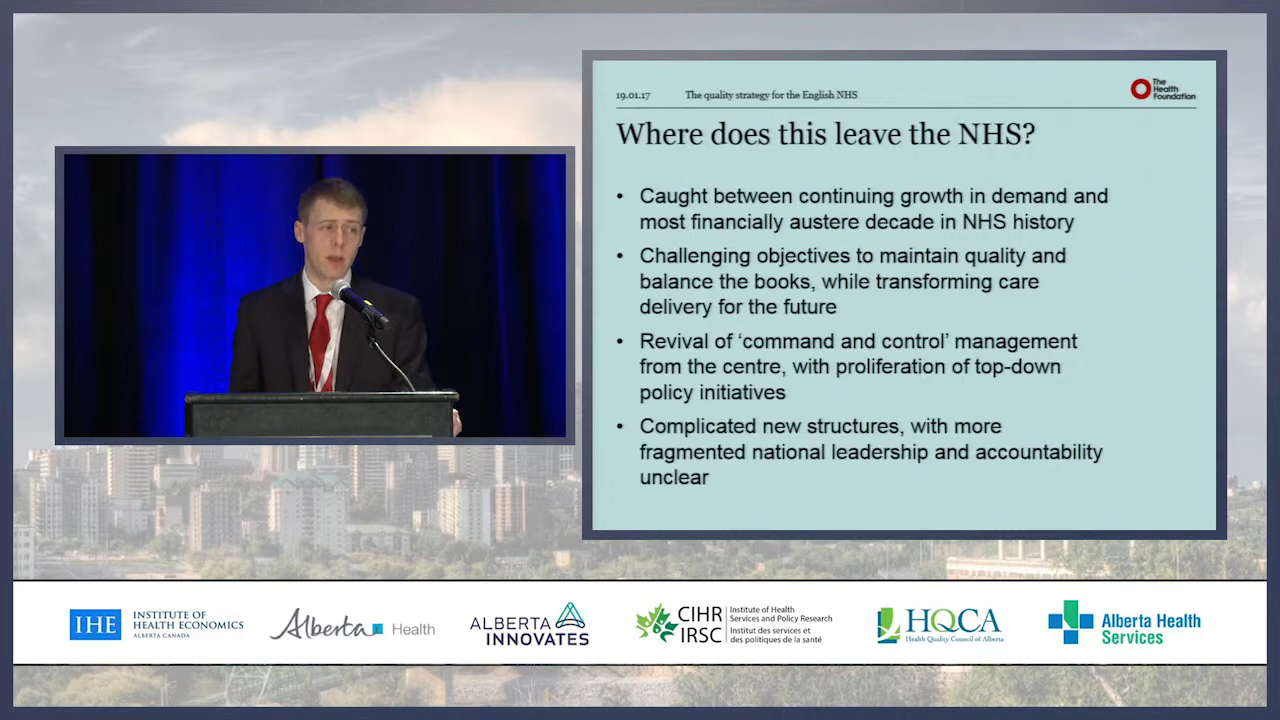 19.01.17 The quality strategy for the English NHS
The
Health
Foundation
Where does this leave the NHS?
• Caught between continuing growth in demand and
most financially austere decade in NHS history
• Challenging objectives to maintain quality and
balance the books, while transforming care
delivery for the future
• Revival of ‘command and control’ management
from the centre, with proliferation of top-down
policy initiatives
• Complicated new structures, with more
fragmented national leadership and accountability
unclear
IHE
INSTITUTE OF
HEALTH ECONOMICS
ALBERTA CANADA
Alberta Health
ALBERTA
INNOVATES
CIHR
IRSC
Institute of Health
Services and Policy Research
Institut des services et
des politiques de la santé
HQCA
Health Quality Council of Alberta
Alberta Health
Services